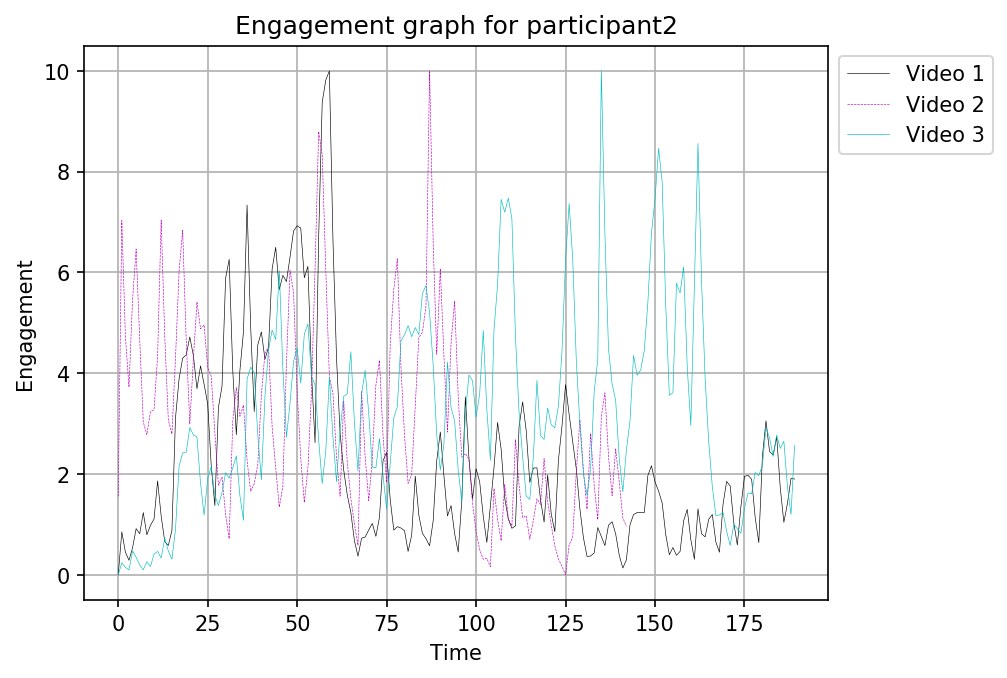 Engagement graph for participant2
Video 1
Video 2
Video 3
Engagement
10
8
6
4
2
0
0 25 50 75 100 125 150 175
Time